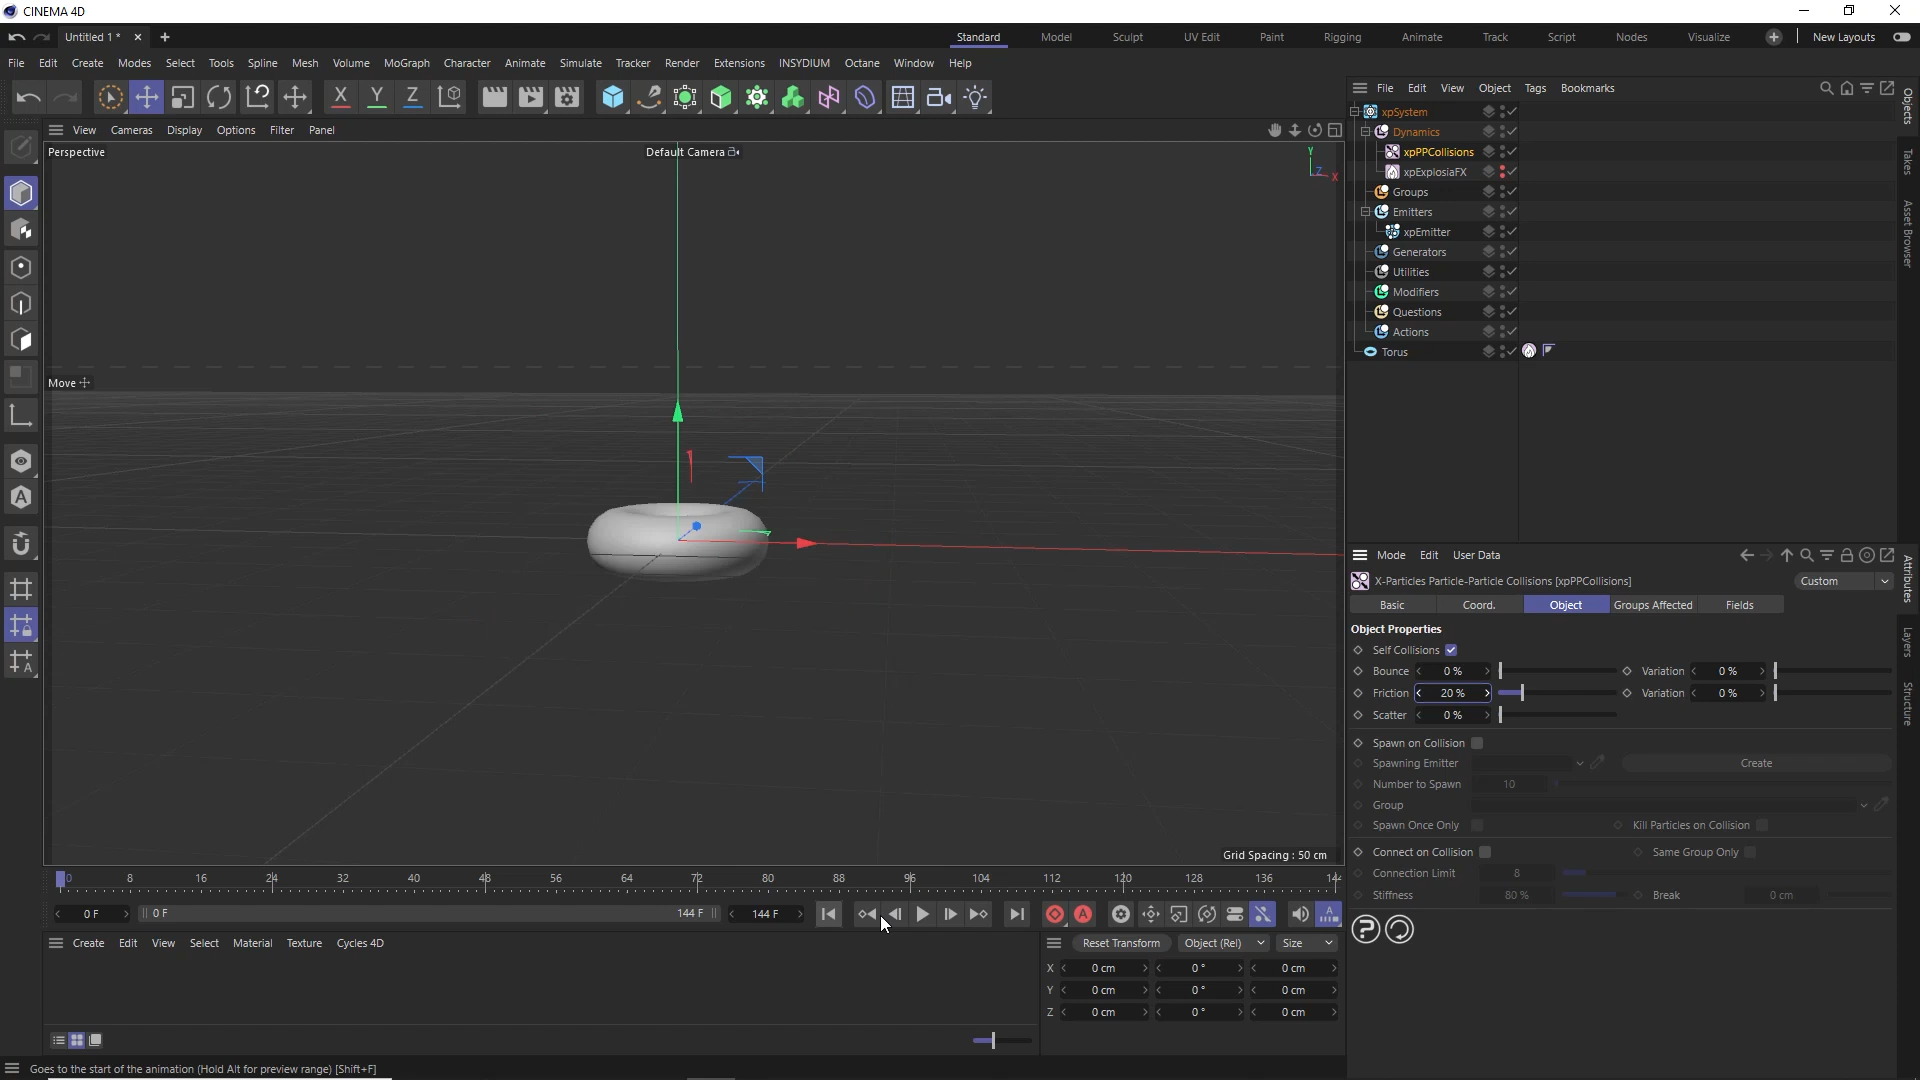 CINEMA 4D
Untitled 1 *
Standard Model Sculpt UV Edit Paint Rigging Animate Track Script Nodes Visualize New Layouts
File Edit Create Modes Select Tools Spline Mesh Volume MoGraph Character Animate Simulate Tracker Render Extensions INSYDIUM Octane Window Help
X Y Z
File Edit View Object Tags Bookmarks
View Cameras Display Options Filter Panel
Perspective
Default Camera
Y
Z X
Move
Grid Spacing : 50 cm
xpSystem
Dynamics
xpPPCollisions
xpExplosiaFX
Groups
Emitters
xpEmitter
Generators
Utilities
Modifiers
Questions
Actions
Torus
Objects
Takes
Asset Browser
Mode Edit User Data
X-Particles Particle-Particle Collisions [xpPPCollisions]
Custom
Basic Coord. Object Groups Affected Fields
Object Properties
Self Collisions
Bounce 0 % Variation 0 %
Friction 20 % Variation 0 %
Scatter 0 %
Spawn on Collision
Spawning Emitter Create
Number to Spawn 10
Group
Spawn Once Only Kill Particles on Collision
Connect on Collision Same Group Only
Connection Limit 8
Stiffness 80 % Break 0 cm
Attributes
Layers
Structure
0 8 16 24 32 40 48 56 64 72 80 88 96 104 112 120 128 136 144
0 F 0 F 144 F 144 F
Create Edit View Select Material Texture Cycles 4D
Reset Transform Object (Rel) Size
X 0 cm 0 ° 0 cm
Y 0 cm 0 ° 0 cm
Z 0 cm 0 ° 0 cm
Goes to the start of the animation (Hold Alt for preview range) [Shift+F]